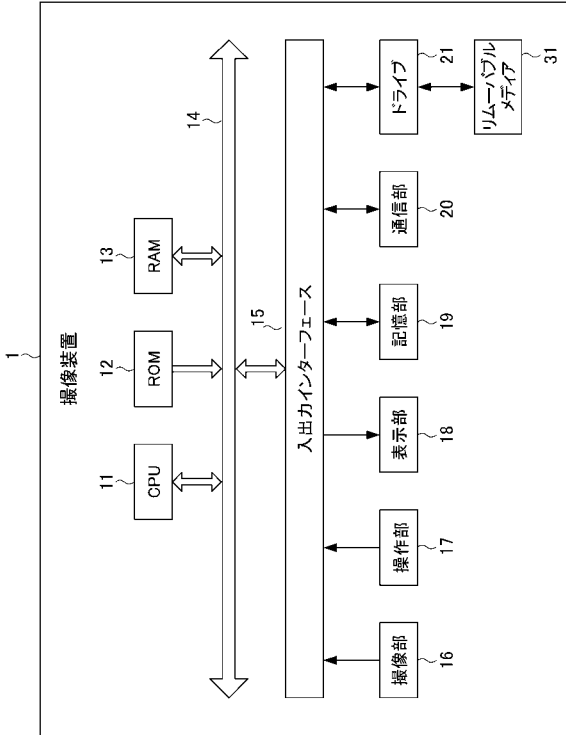 1
撮像装置
11
CPU
12
ROM
13
RAM
14
15
入出力インターフェース
撮像部
16
操作部
17
表示部
18
記憶部
19
通信部
20
ドライブ
21
リムーバブル
メディア
31